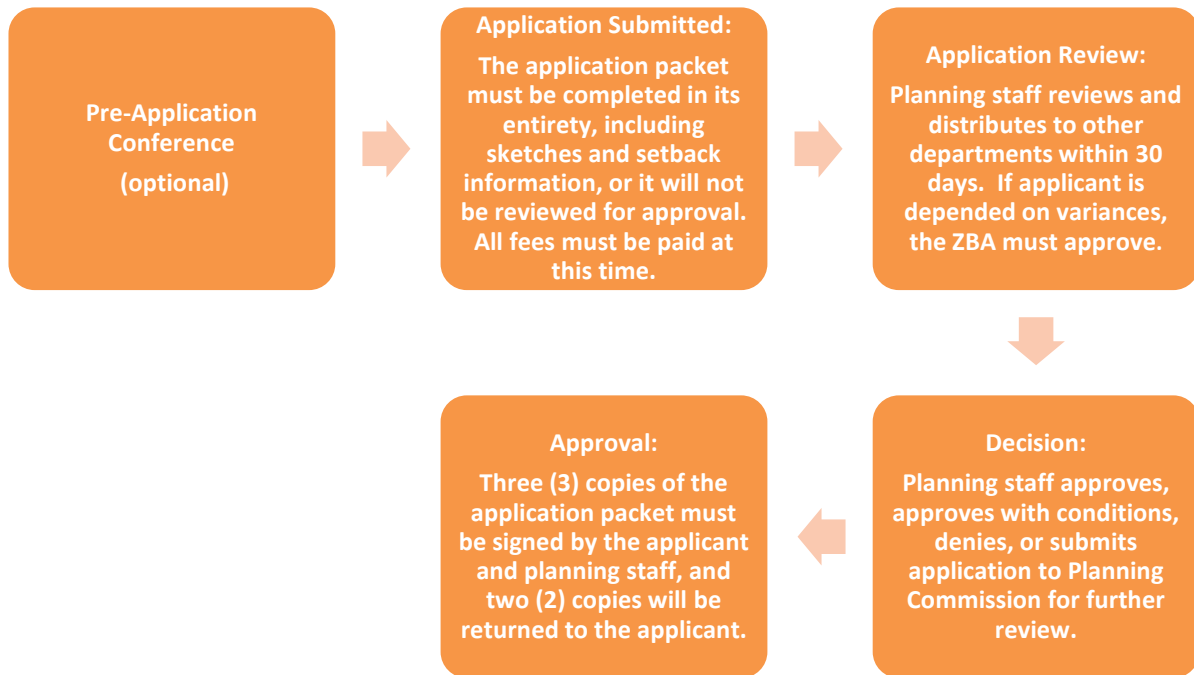 Pre-Application
Conference
(optional)
Application Submitted:
The application packet
must be completed in its
entirety, including
sketches and setback
information, or it will not
be reviewed for approval.
All fees must be paid at
this time.
Application Review:
Planning staff reviews and
distributes to other
departments within 30
days.  If applicant is
depended on variances,
the ZBA must approve.
Decision:
Planning staff approves,
approves with conditions,
denies, or submits
application to Planning
Commission for further
review.
Approval:
Three (3) copies of the
application packet must
be signed by the applicant
and planning staff, and
two (2) copies will be
returned to the applicant.